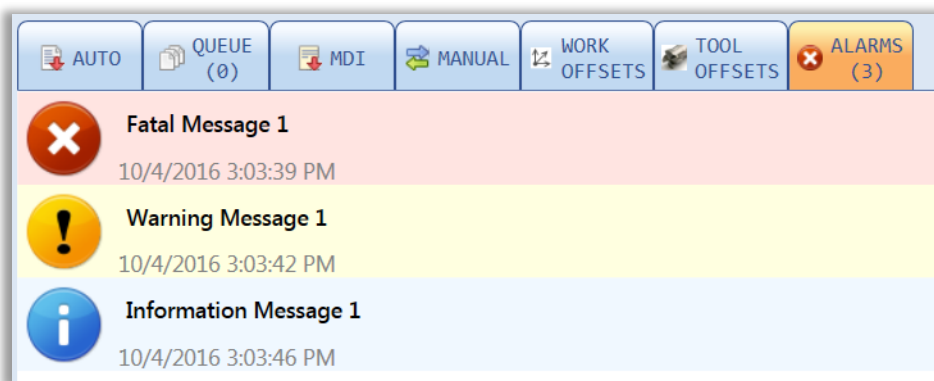 AUTO
QUEUE
(0)
MDI
MANUAL
WORK
OFFSETS
TOOL
OFFSETS
ALARMS
(3)
Fatal Message 1
10/4/2016 3:03:39 PM
Warning Message 1
10/4/2016 3:03:42 PM
Information Message 1
10/4/2016 3:03:46 PM